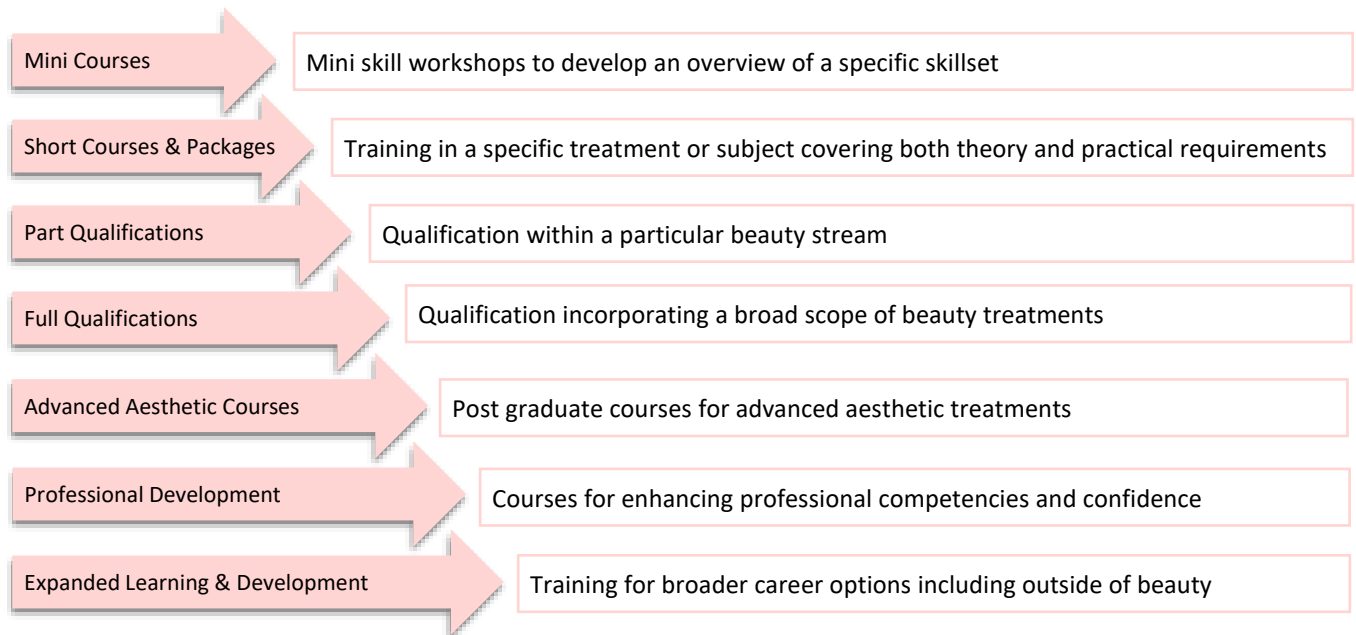 Mini Courses
Mini skill workshops to develop an overview of a specific skillset
Short Courses & Packages
Training in a specific treatment or subject covering both theory and practical requirements
Part Qualifications
Qualification within a particular beauty stream
Full Qualifications
Qualification incorporating a broad scope of beauty treatments
Advanced Aesthetic Courses
Post graduate courses for advanced aesthetic treatments
Professional Development
Courses for enhancing professional competencies and confidence
Expanded Learning & Development
Training for broader career options including outside of beauty